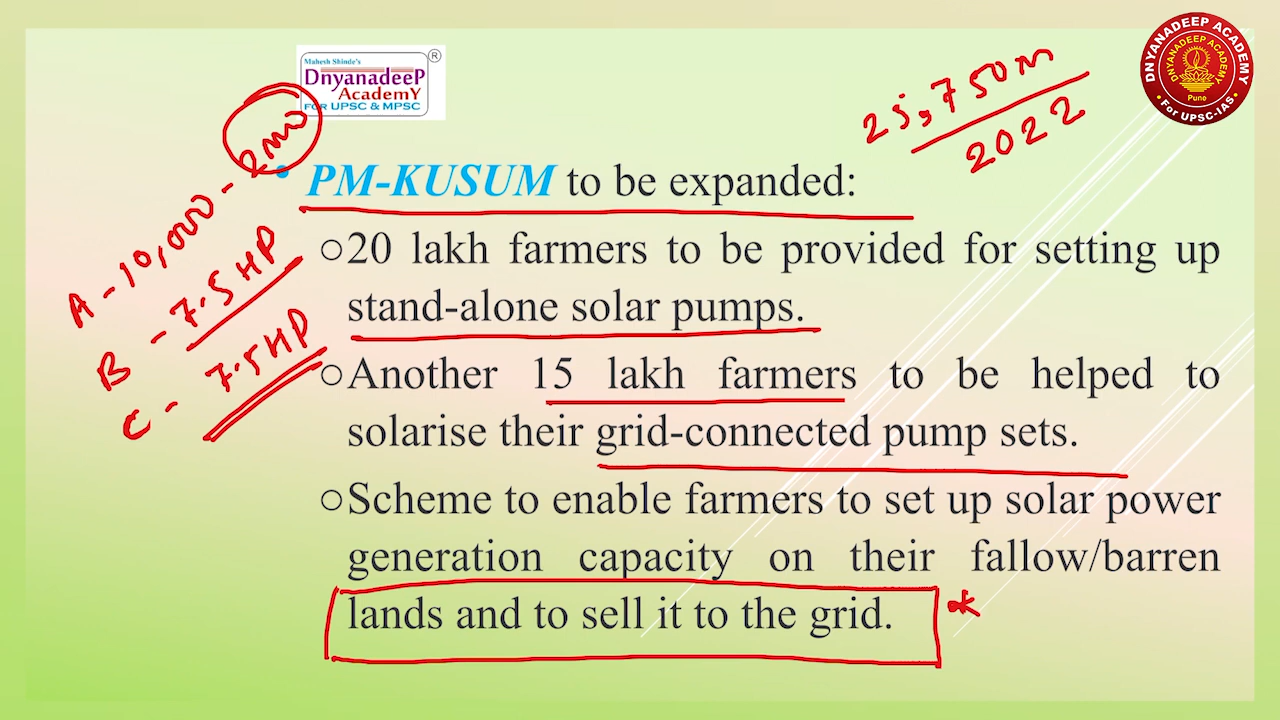 Mahesh Shinde's
DnyanadeeP
AcademY
FOR UPSC & MPSC
®
DNYANADEEP ACADEMY
DNYANADEEP ACADEMY
Pune
For UPSC-IAS
25,750 M
2022
• PM-KUSUM to be expanded:
○20 lakh farmers to be provided for setting up
stand-alone solar pumps.
○Another 15 lakh farmers to be helped to
solarise their grid-connected pump sets.
○Scheme to enable farmers to set up solar power
generation capacity on their fallow/barren
lands and to sell it to the grid.
A - 10,000 -
B - 7.5 HP
C - 7.5 HP